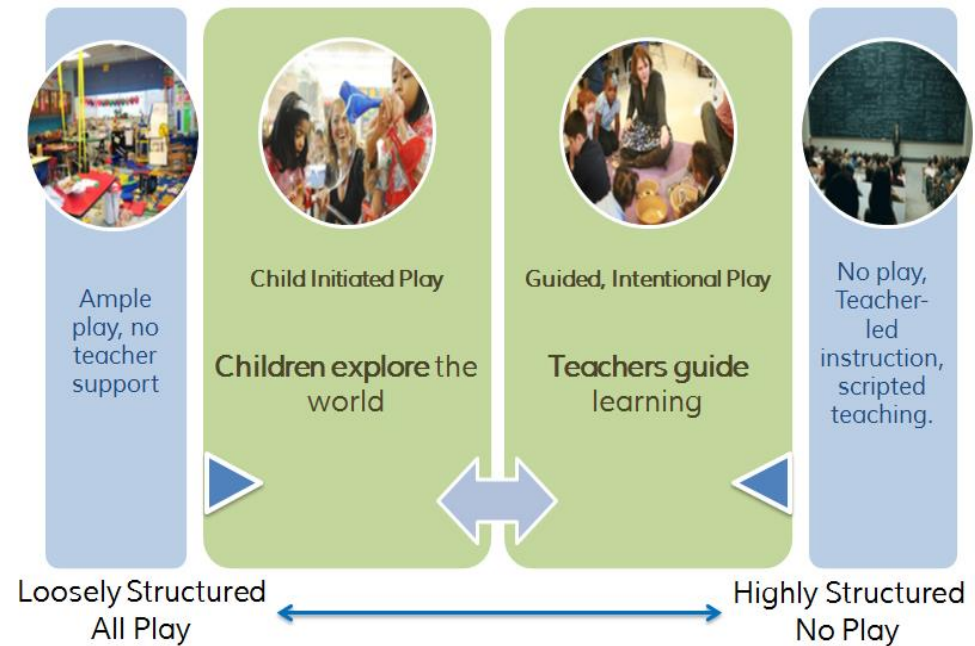 Ample
play, no
teacher
support
Child Initiated Play
Children explore the
world
Guided, Intentional Play
Teachers guide
learning
No play,
Teacher-
led
instruction,
scripted
teaching.
Loosely Structured
All Play
Highly Structured
No Play